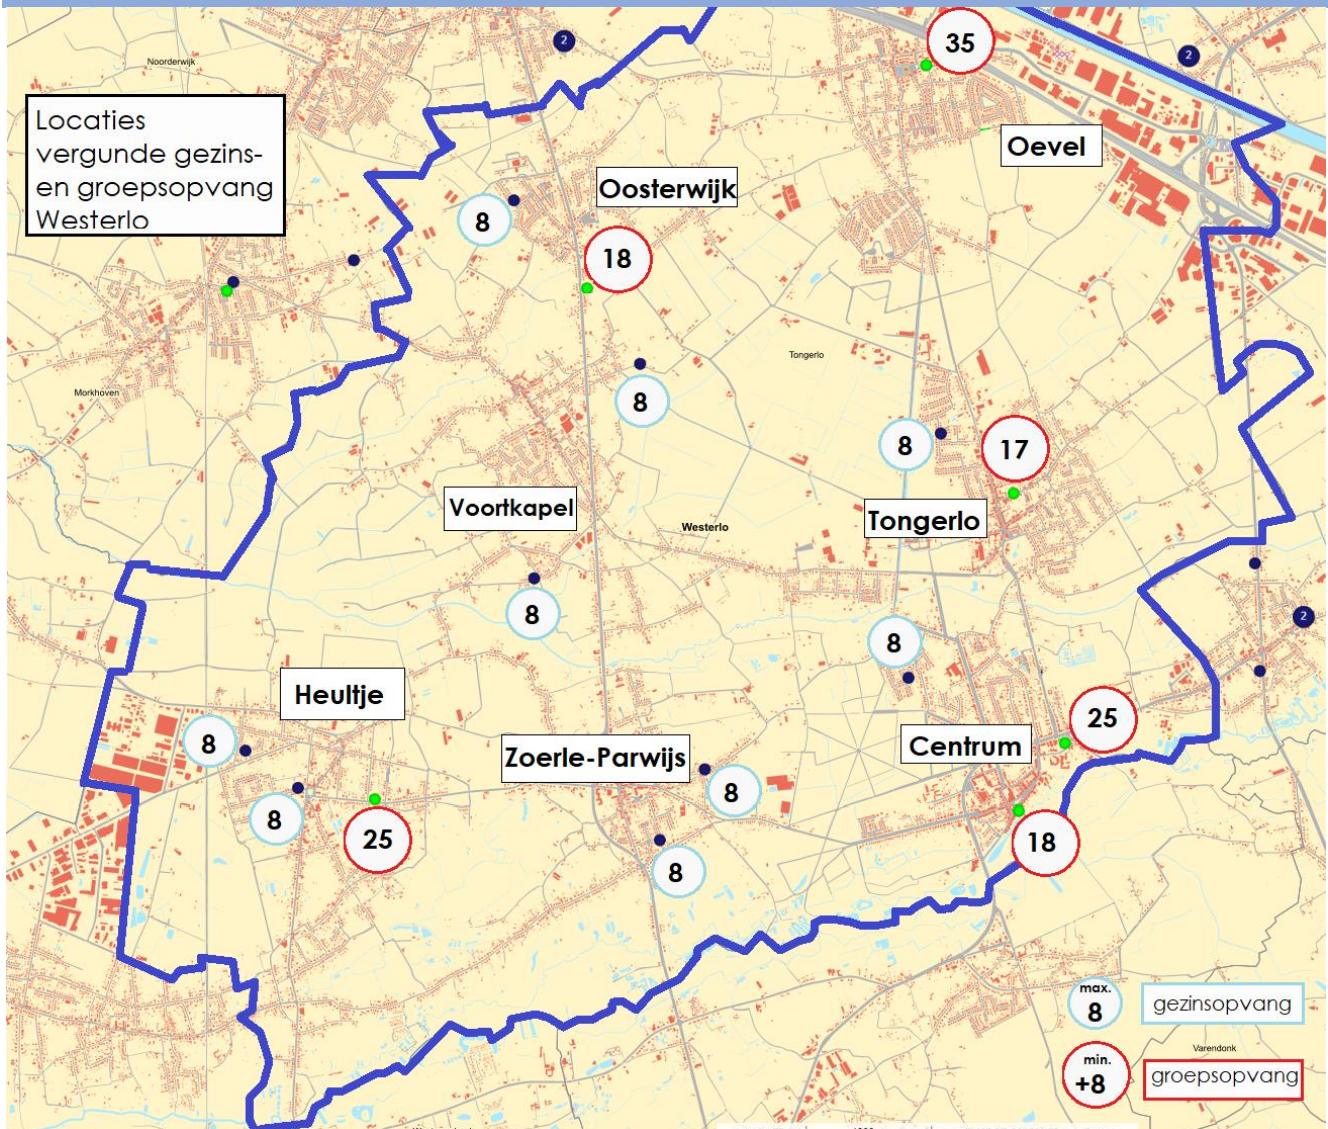 2
35
2
Noorderwijk
Locaties
vergunde gezins-
en groepsopvang
Westerlo
Oevel
Oosterwijk
8
18
Tongerlo
Morkhoven
8
8
17
Voortkapel
Westerlo
Tongerlo
8
8
2
Heultje
8
25
Zoerle-Parwijs
Centrum
8
8
25
8
18
max.
8
gezinsopvang
Varendonk
min.
+8
groepsopvang